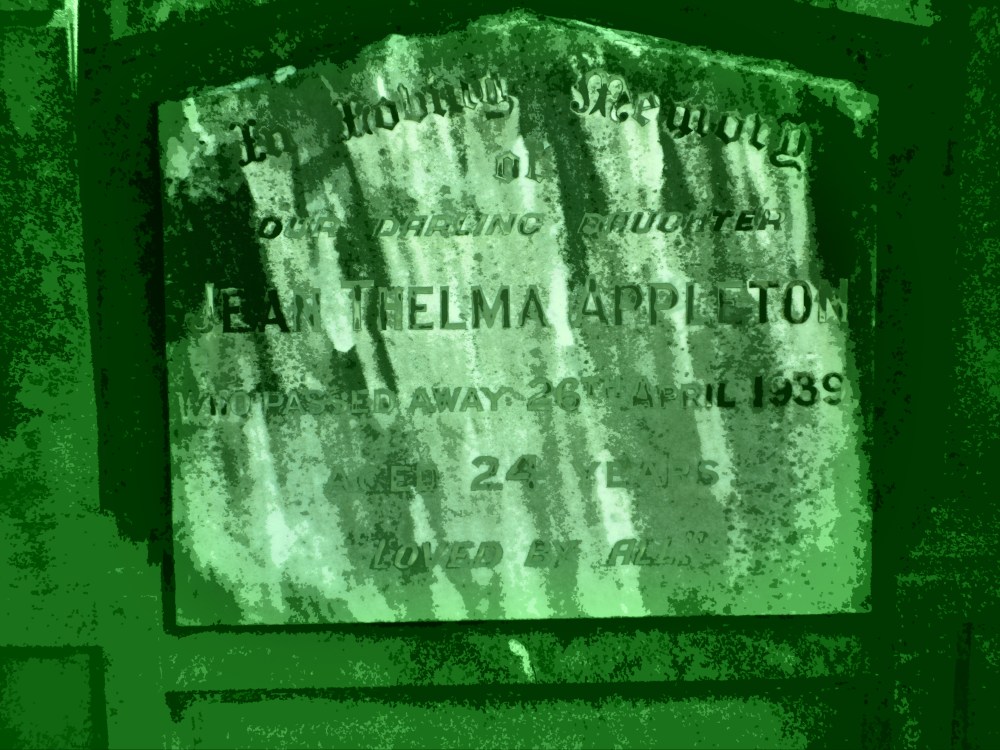 In Loving Memory
of
OUR DARLING DAUGHTER
JEAN THELMA APPLETON
WHO PASSED AWAY 26TH APRIL 1939
AGED 24 YEARS
"LOVED BY ALL"